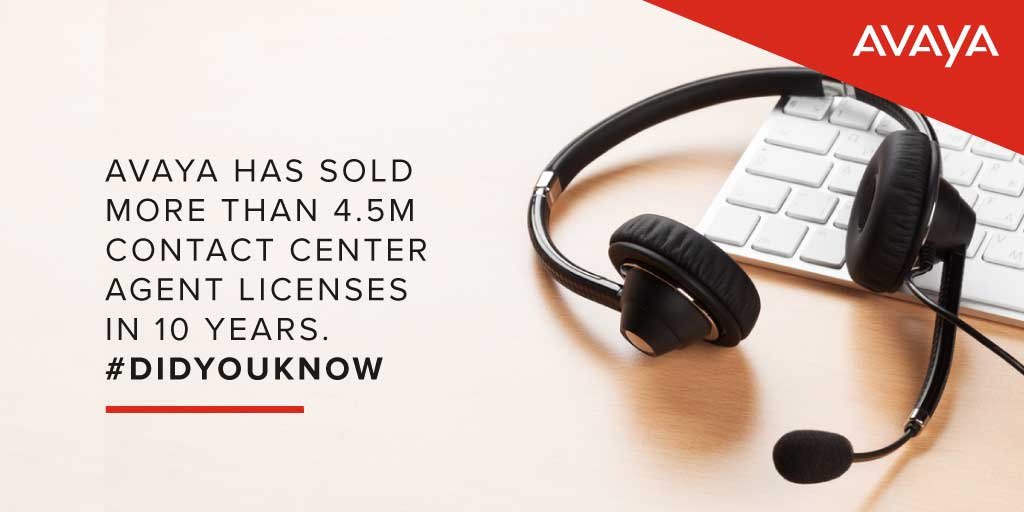 AVAYA
AVAYA HAS SOLD
MORE THAN 4.5M
CONTACT CENTER
AGENT LICENSES
IN 10 YEARS.
#DIDYOUKNOW